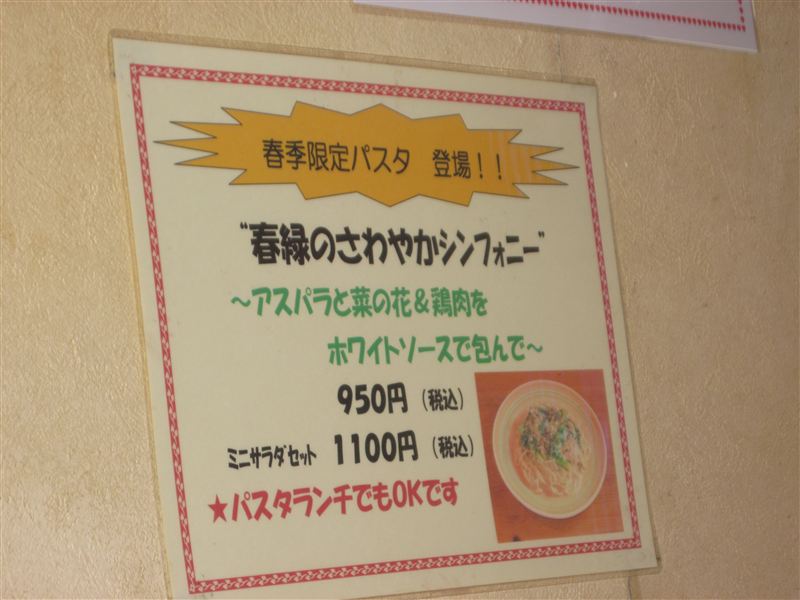 春季限定パスタ 登場！！
“春緑のさわやかシンフォニー”
～アスパラと菜の花＆鶏肉を
ホワイトソースで包んで～
950円（税込）
ミニサラダセット 1100円（税込）
★パスタランチでもOKです